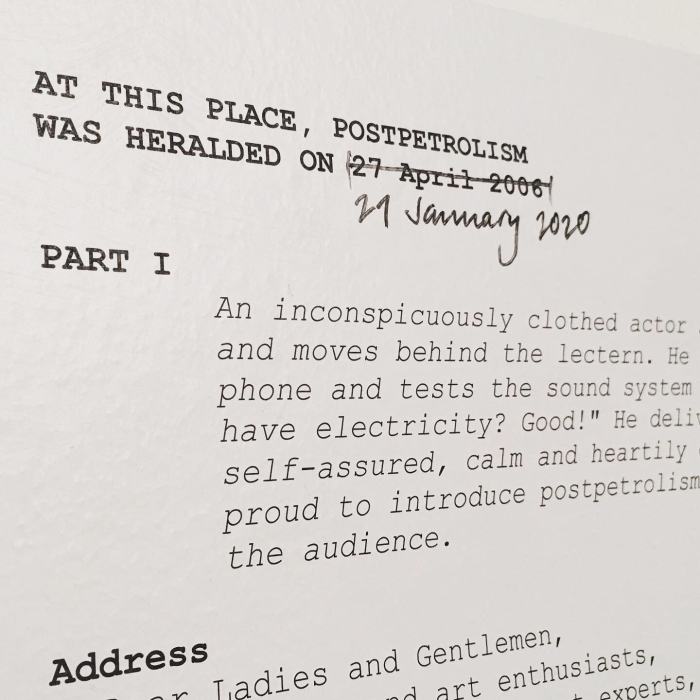 AT THIS PLACE, POSTPETROLISM
WAS HERALDED ON 27 April 2006
21 January 2020
PART I
An inconspicuously clothed actor
and moves behind the lectern. He
phone and tests the sound system
have electricity? Good!" He deliv
self-assured, calm and heartily
proud to introduce postpetrolism
the audience.
Address
Ladies and Gentlemen,
art enthusiasts,
experts,